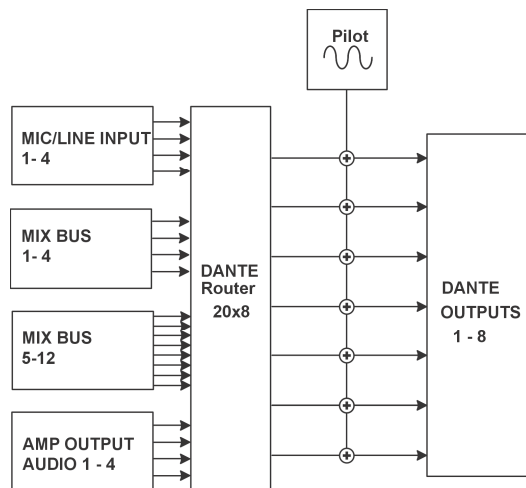 Pilot
MIC/LINE INPUT
1- 4
MIX BUS
1- 4
MIX BUS
5-12
AMP OUTPUT
AUDIO 1 - 4
DANTE
Router
20x8
DANTE
OUTPUTS
1 - 8